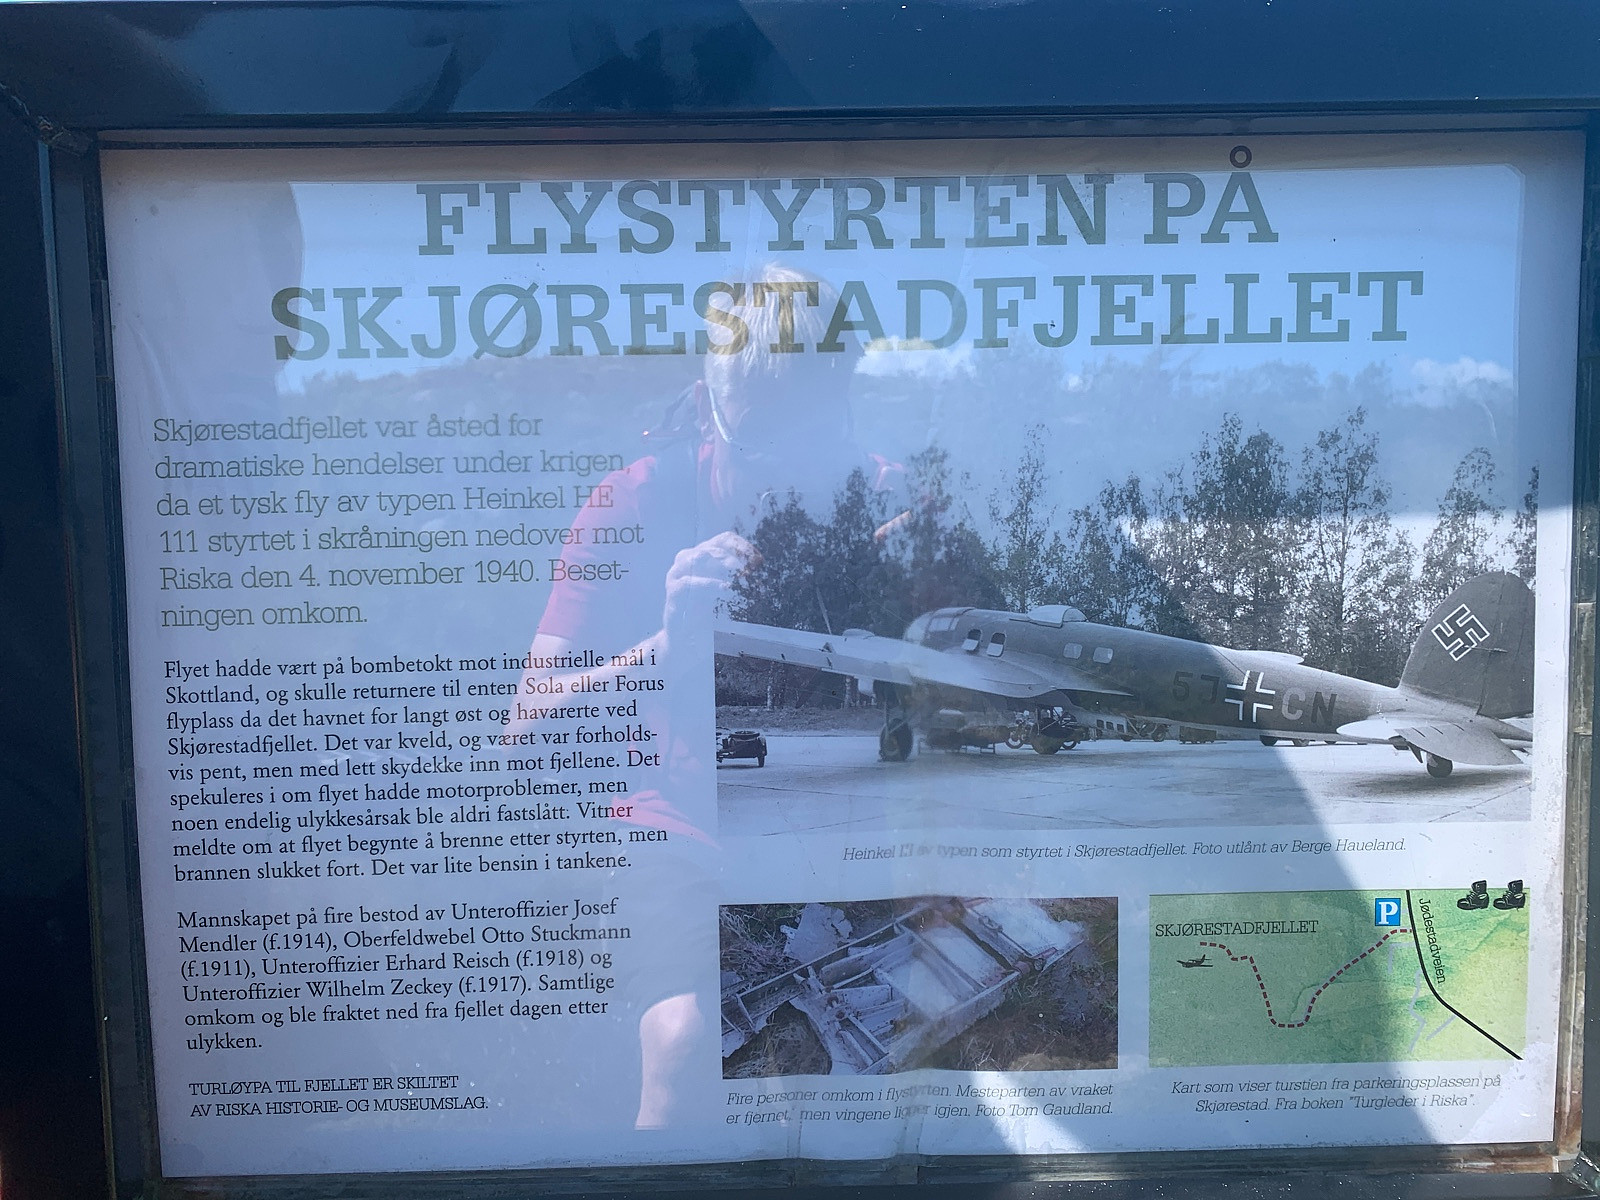 FLYSTYRTEN PÅ
SKJØRESTADFJELLET
Skjørestadfjellet var åsted for
dramatiske hendelser under krigen,
da et tysk fly av typen Heinkel HE
111 styrtet i skråningen nedover mot
Riska den 4. november 1940. Beset-
ningen omkom.
Flyet hadde vært på bombetokt mot industrielle mål i
Skottland, og skulle returnere til enten Sola eller Forus
flyplass da det havnet for langt øst og havarerte ved
Skjørestadfjellet. Det var kveld, og været var forholds-
vis pent, men med lett skydekke inn mot fjellene. Det
spekuleres i om flyet hadde motorproblemer, men
noen endelig ulykkesårsak ble aldri fastslått. Vitner
meldte om at flyet begynte å brenne etter styrten, men
brannen slukket fort. Det var lite bensin i tankene.
Mannskapet på fire bestod av Unteroffizier Josef
Mendler (f.1914), Oberfeldwebel Otto Stuckmann
(f.1911), Unteroffizier Erhard Reisch (f.1918) og
Unteroffizier Wilhelm Zeckey (f.1917). Samtlige
omkom og ble fraktet ned fra fjellet dagen etter
ulykken.
TURLØYPA TIL FJELLET ER SKILTET
AV RISKA HISTORIE- OG MUSEUMSLAG.
5J CN
Heinkel av typen som styrtet i Skjørestadfjellet. Foto utlånt av Berge Haueland.
Fire personer omkom i flystyrten. Mesteparten av vraket
er fjernet, men vingene ligger igjen. Foto Tom Gaudland.
SKJØRESTADFJELLET
P
Jødestadveien
Kart som viser turstien fra parkeringsplassen på
Skjørestad. Fra boken "Turgleder i Riska".